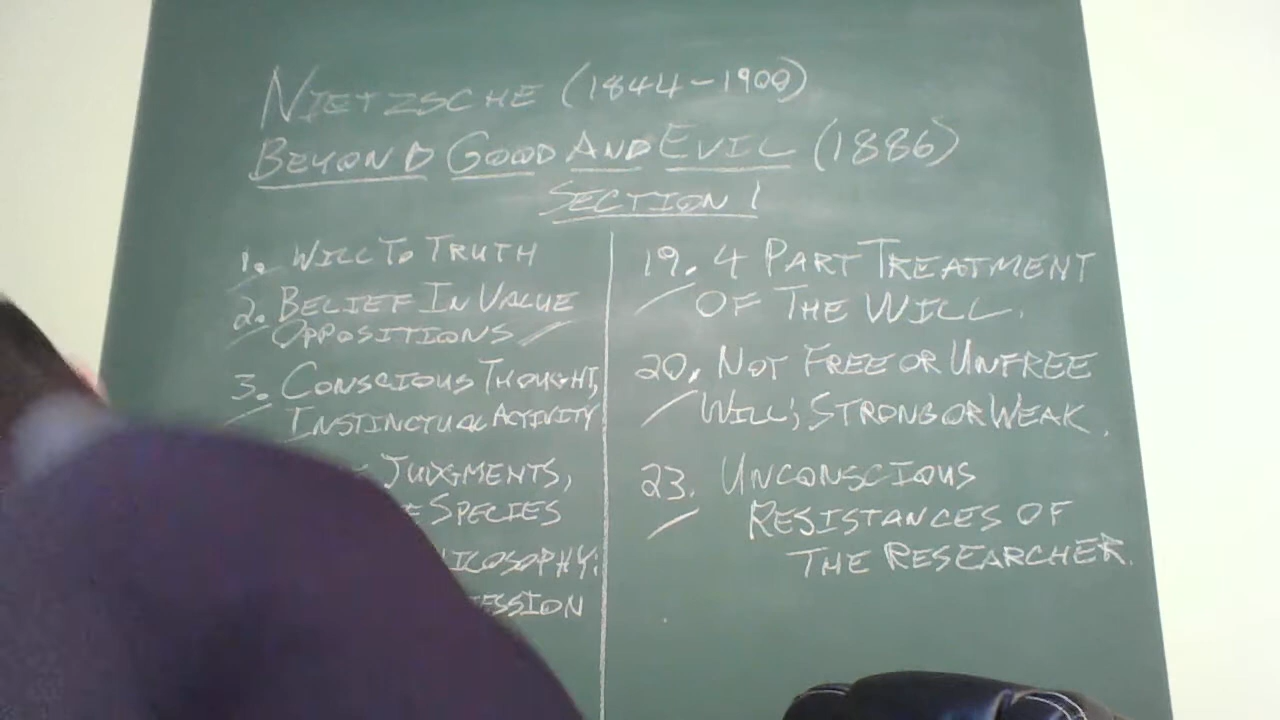 NIETZSCHE (1844-1900)
BEYOND GOOD AND EVIL (1886)
SECTION 1
1. WILL TO TRUTH
2. BELIEF IN VALUE
OPPOSITIONS
3. CONSCIOUS THOUGHT,
INSTINCTUAL ACTIVITY
JUDGMENTS,
SPECIES
19. 4 PART TREATMENT
OF THE WILL.
20. NOT FREE OR UNFREE
WILL; STRONG OR WEAK.
23. UNCONSCIOUS
RESISTANCES OF
THE RESEARCHER.